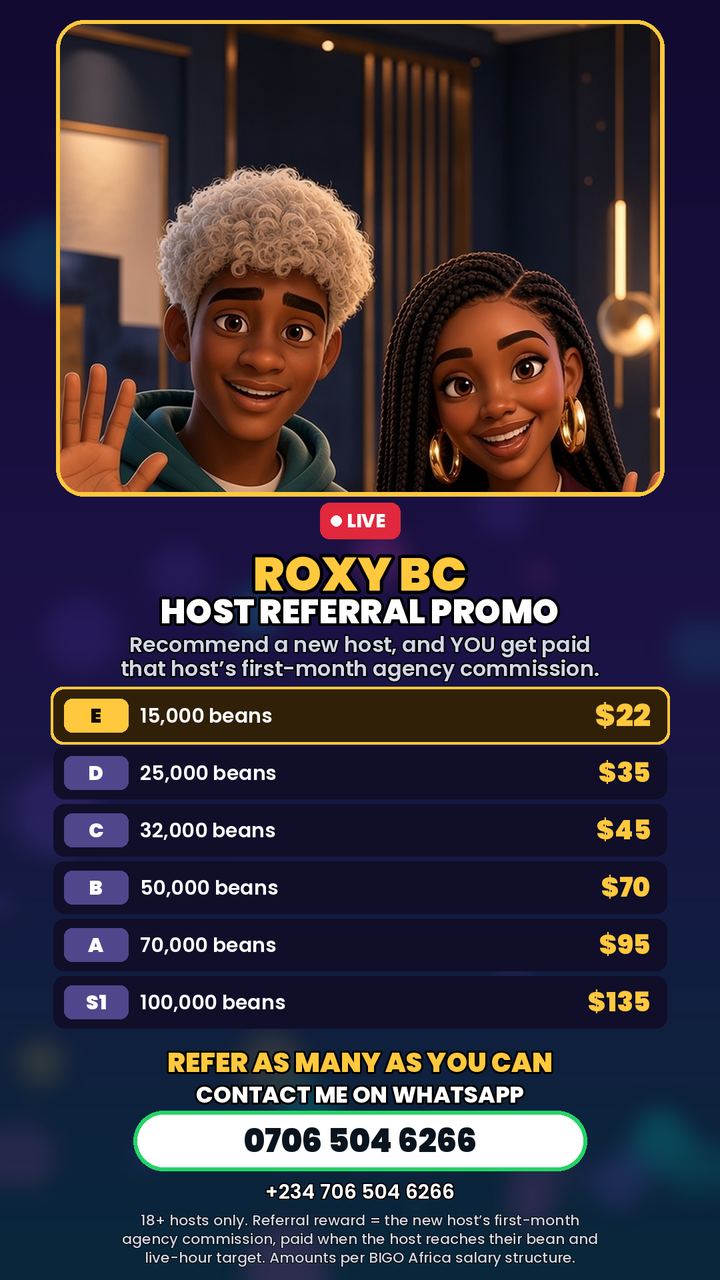 LIVE
ROXY BC
HOST REFERRAL PROMO
Recommend a new host, and YOU get paid
that host’s first-month agency commission.
E 15,000 beans $22
D 25,000 beans $35
C 32,000 beans $45
B 50,000 beans $70
A 70,000 beans $95
S1 100,000 beans $135
REFER AS MANY AS YOU CAN
CONTACT ME ON WHATSAPP
0706 504 6266
+234 706 504 6266
18+ hosts only. Referral reward = the new host’s first-month
agency commission, paid when the host reaches their bean and
live-hour target. Amounts per BIGO Africa salary structure.